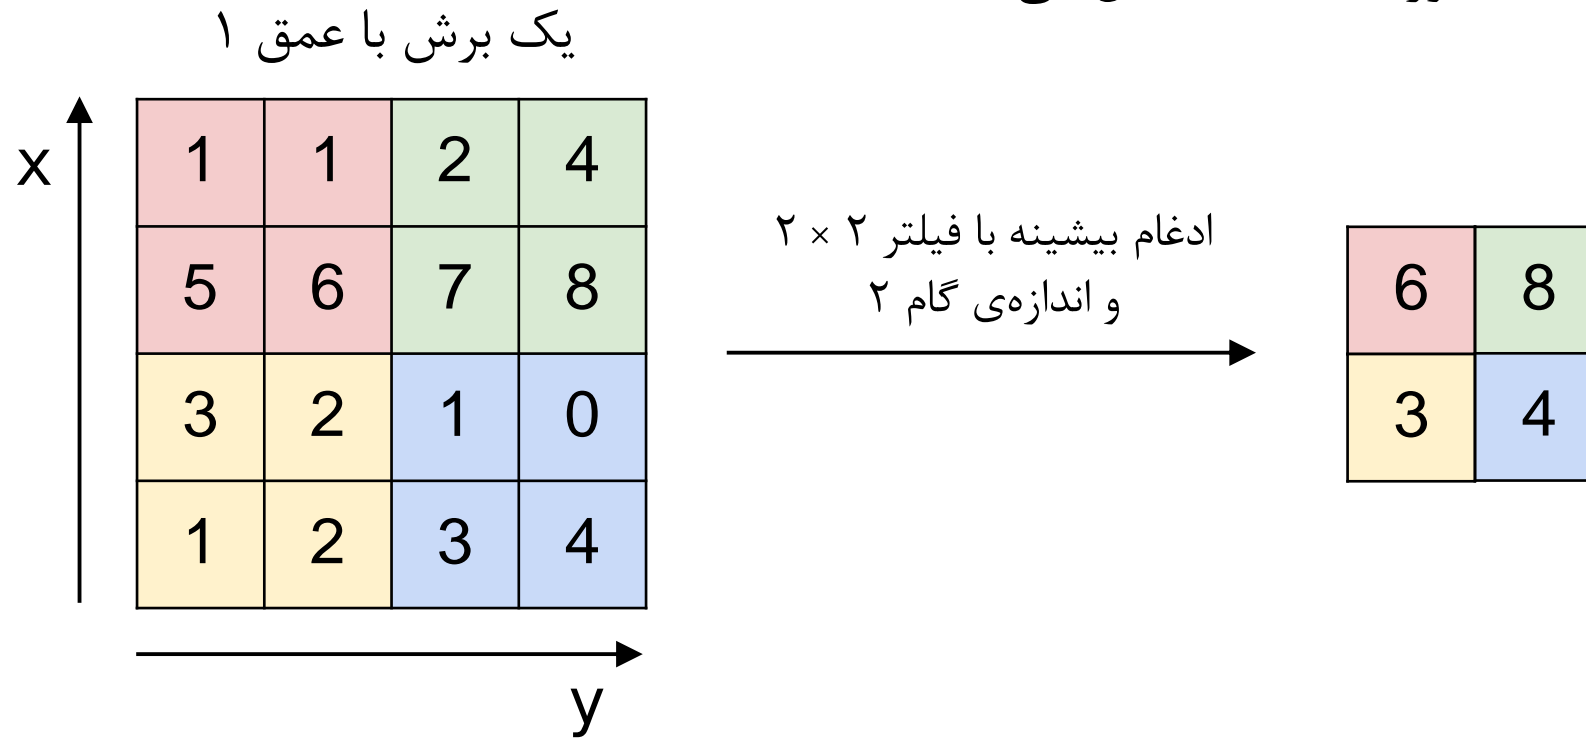 یک برش با عمق ۱
x
1 1 2 4
5 6 7 8
3 2 1 0
1 2 3 4
y
ادغام بیشینه با فیلتر ۲ × ۲
و اندازه‌ی گام ۲
6 8
3 4